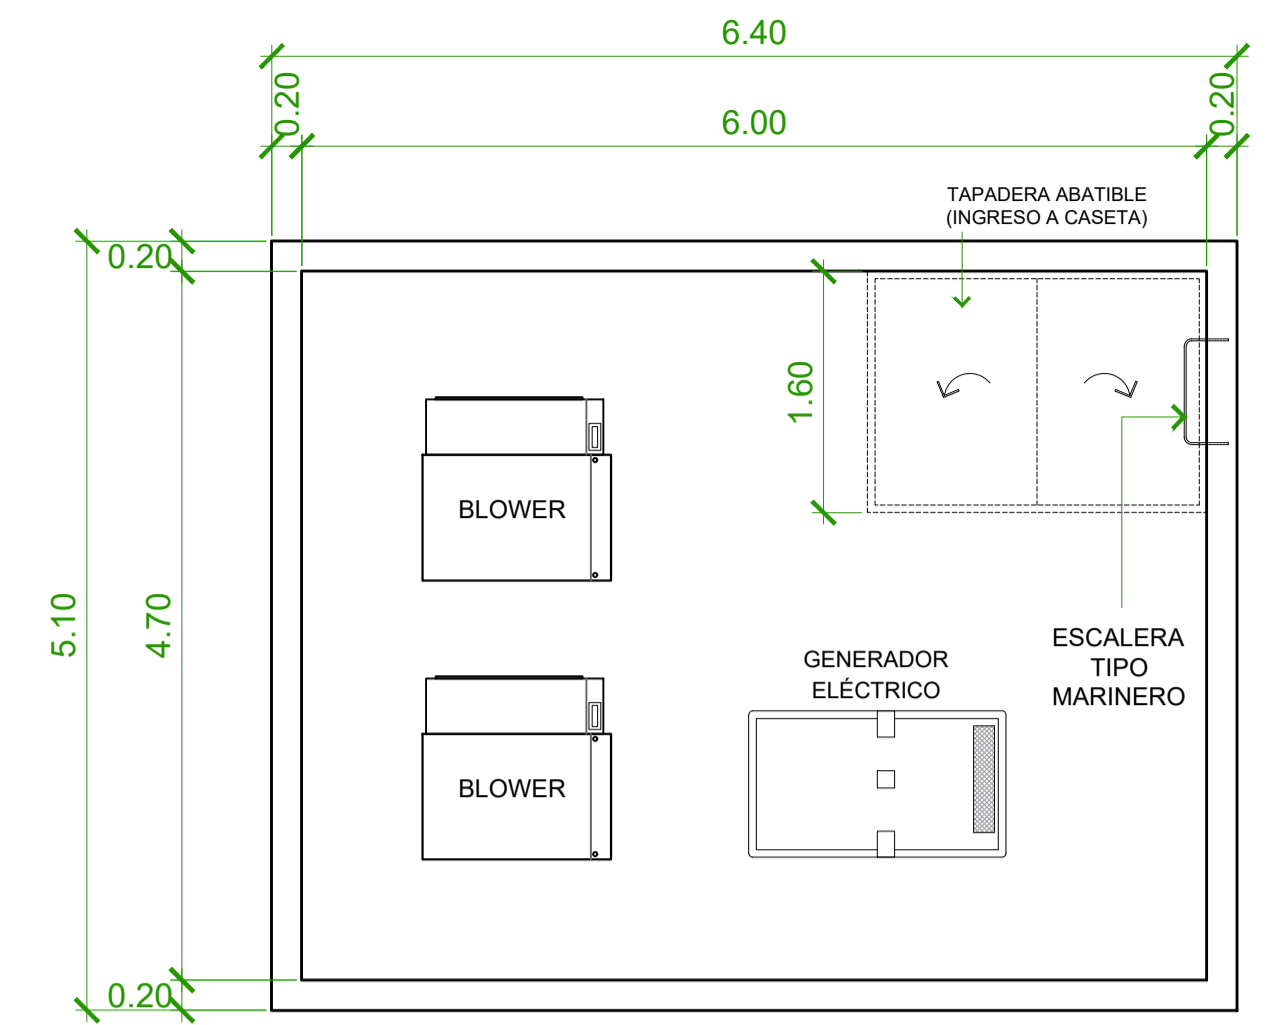 6.40
0.20
0.20
6.00
TAPADERA ABATIBLE
(INGRESO A CASETA)
0.20
1.60
BLOWER
5.10
4.70
ESCALERA
TIPO
MARINERO
GENERADOR
ELÉCTRICO
BLOWER
0.20